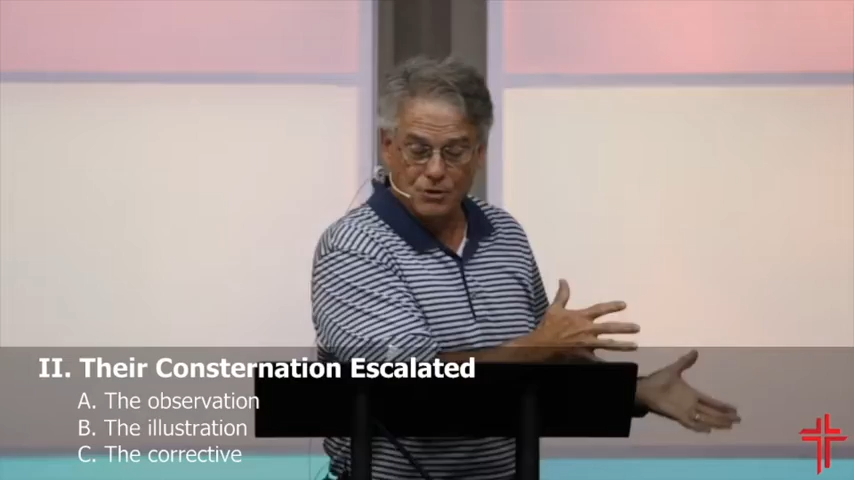 II. Their Consternation Escalated
A. The observation
B. The illustration
C. The corrective